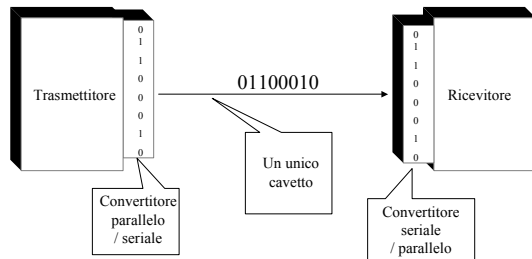 0
1
1
0
0
0
1
0
Trasmettitore
01100010
0
1
1
0
0
0
1
0
Ricevitore
Un unico
cavetto
Convertitore
parallelo
/ seriale
Convertitore
seriale
/ parallelo